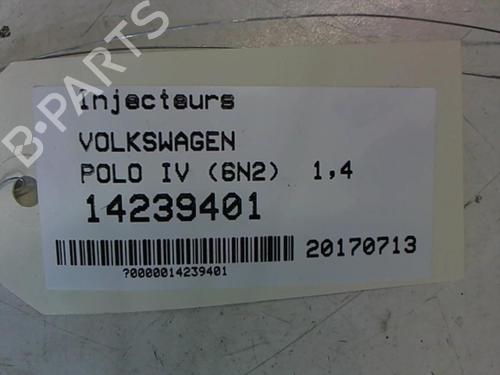 B-PARTS
Injecteurs
VOLKSWAGEN
POLO IV (6N2) 1,4
14239401
20170713
?0000014239401